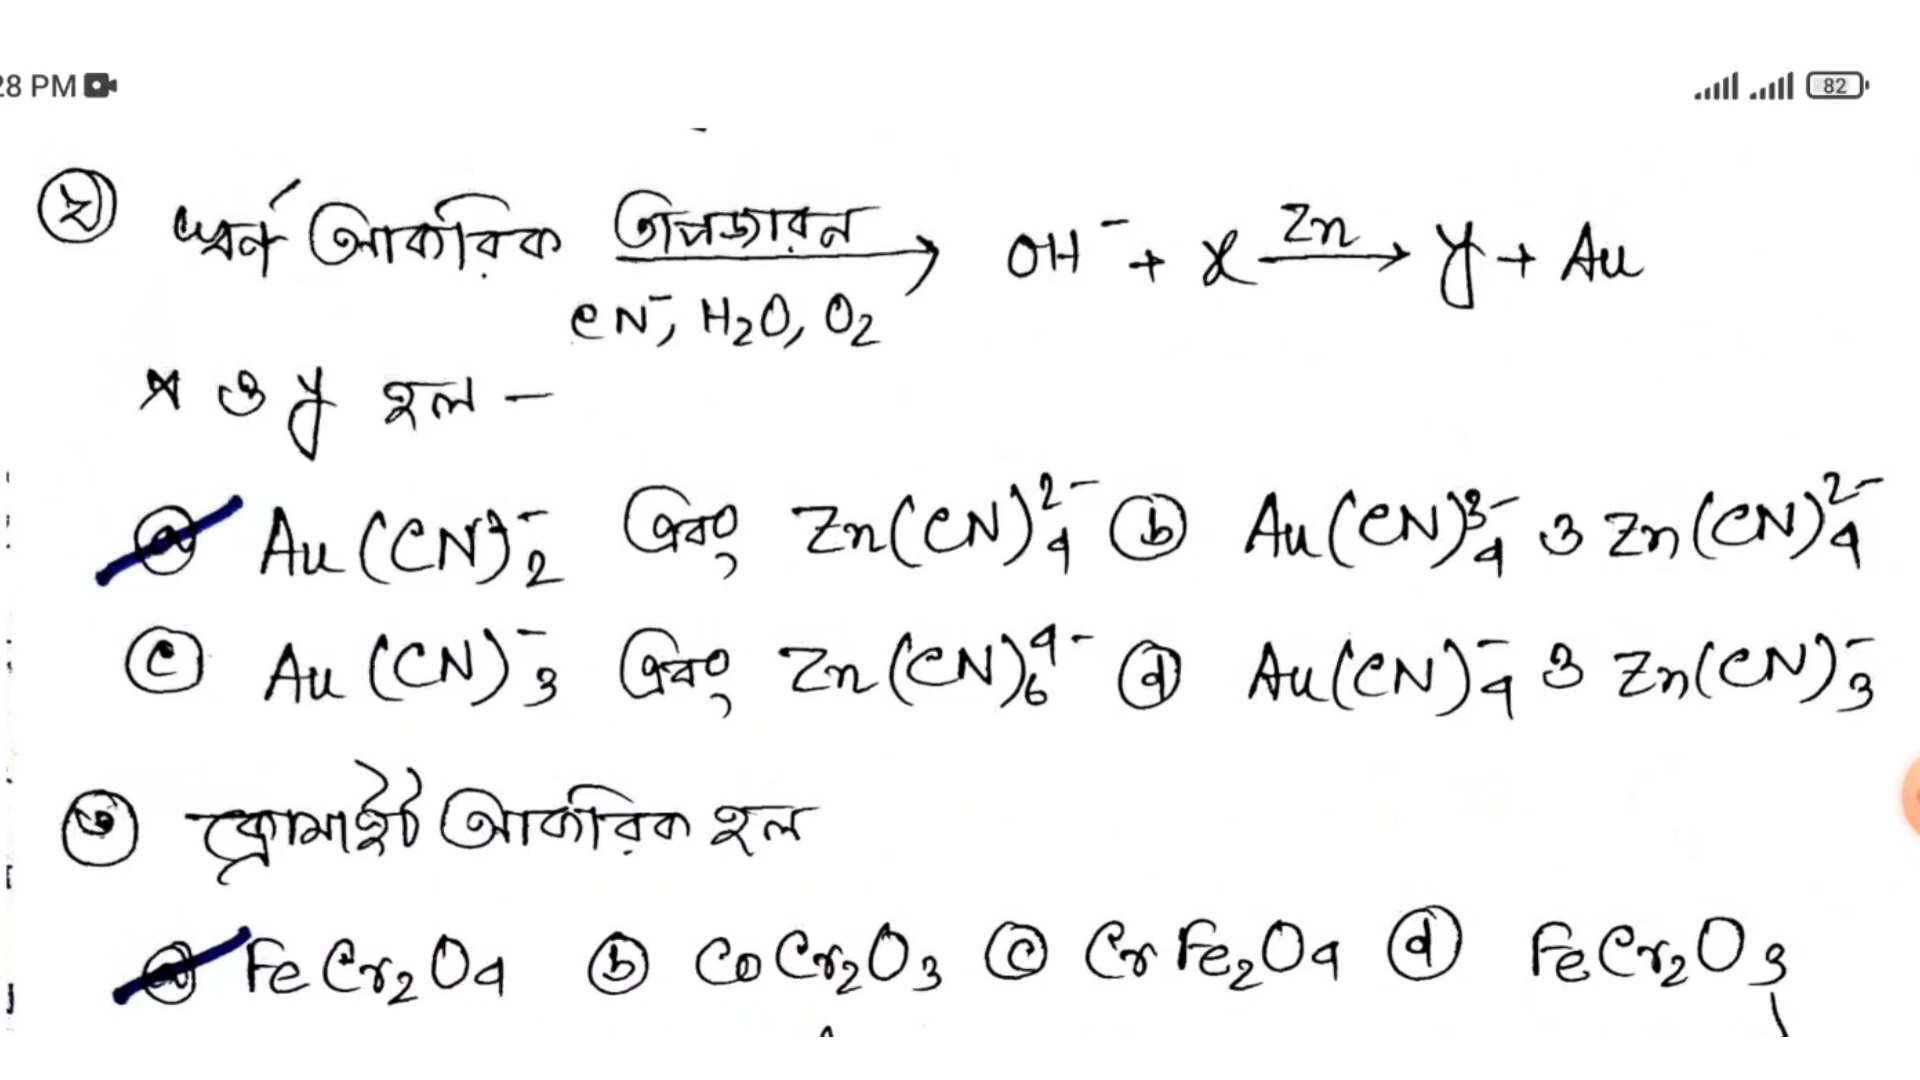 28 PM 82
২ স্বর্ন আকরিক অপজারন → OH⁻ + X Zn → y + Au
CN⁻, H₂O, O₂
X ও y হল –
a Au(CN)₂⁻ এবং Zn(CN)₄²⁻ b Au(CN)₄³⁻ ও Zn(CN)₄²⁻
c Au(CN)₃⁻ এবং Zn(CN)₆⁴⁻ d Au(CN)₄⁻ ও Zn(CN)₃⁻
৩ ক্রোমাইট আকরিক হল
a FeCr₂O₄ b CoCr₂O₃ c CrFe₂O₄ d FeCr₂O₃